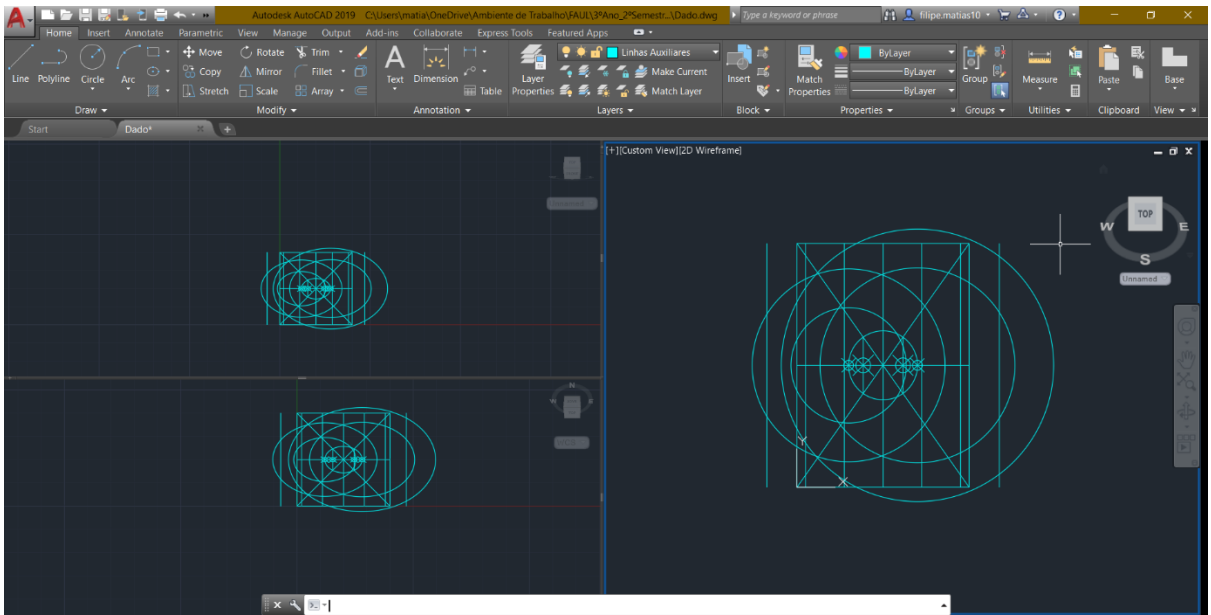 Autodesk AutoCAD 2019 C:\Users\matia\OneDrive\Ambiente de Trabalho\FAUL\3ºAno_2ºSemestr...\Dado.dwg Type a keyword or phrase filipe.matias10
Home Insert Annotate Parametric View Manage Output Add-ins Collaborate Express Tools Featured Apps
Line Polyline Circle Arc
Move Rotate Trim
Copy Mirror Fillet
Stretch Scale Array
Text Dimension
Table
Layer Properties
Linhas Auxiliares
Make Current
Match Layer
Insert
Match Properties
ByLayer
ByLayer
ByLayer
Group
Measure
Paste
Base
Draw Modify Annotation Layers Block Properties Groups Utilities Clipboard View
Start Dado*
[+][Custom View][2D Wireframe]
TOP
W E
S
Unnamed
Unnamed
N
WCS
Y
X